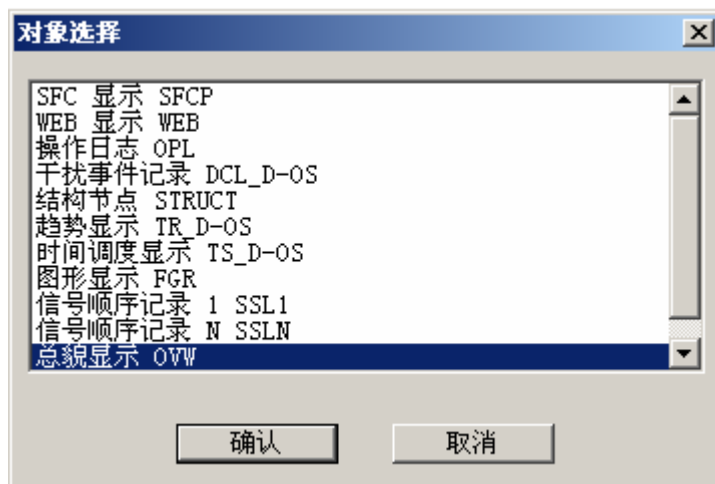 对象选择
SFC 显示 SFCP
WEB 显示 WEB
操作日志 OPL
干扰事件记录 DCL_D-OS
结构节点 STRUCT
趋势显示 TR_D-OS
时间调度显示 TS_D-OS
图形显示 FGR
信号顺序记录 1 SSL1
信号顺序记录 N SSLN
总貌显示 OVW
确认
取消